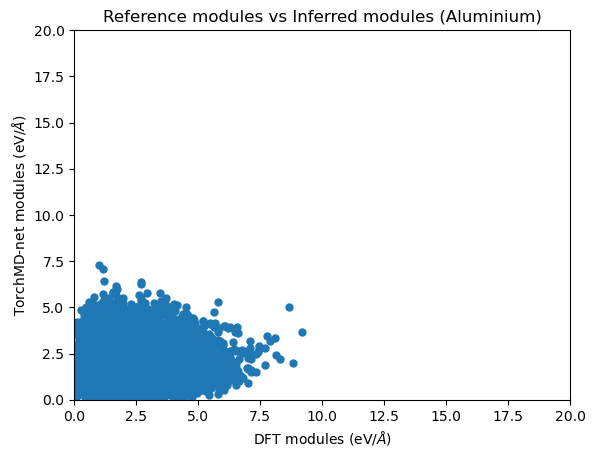 Reference modules vs Inferred modules (Aluminium)
20.0
17.5
15.0
12.5
10.0
7.5
5.0
2.5
0.0
TorchMD-net modules (eV/Å)
0.0 2.5 5.0 7.5 10.0 12.5 15.0 17.5 20.0
DFT modules (eV/Å)